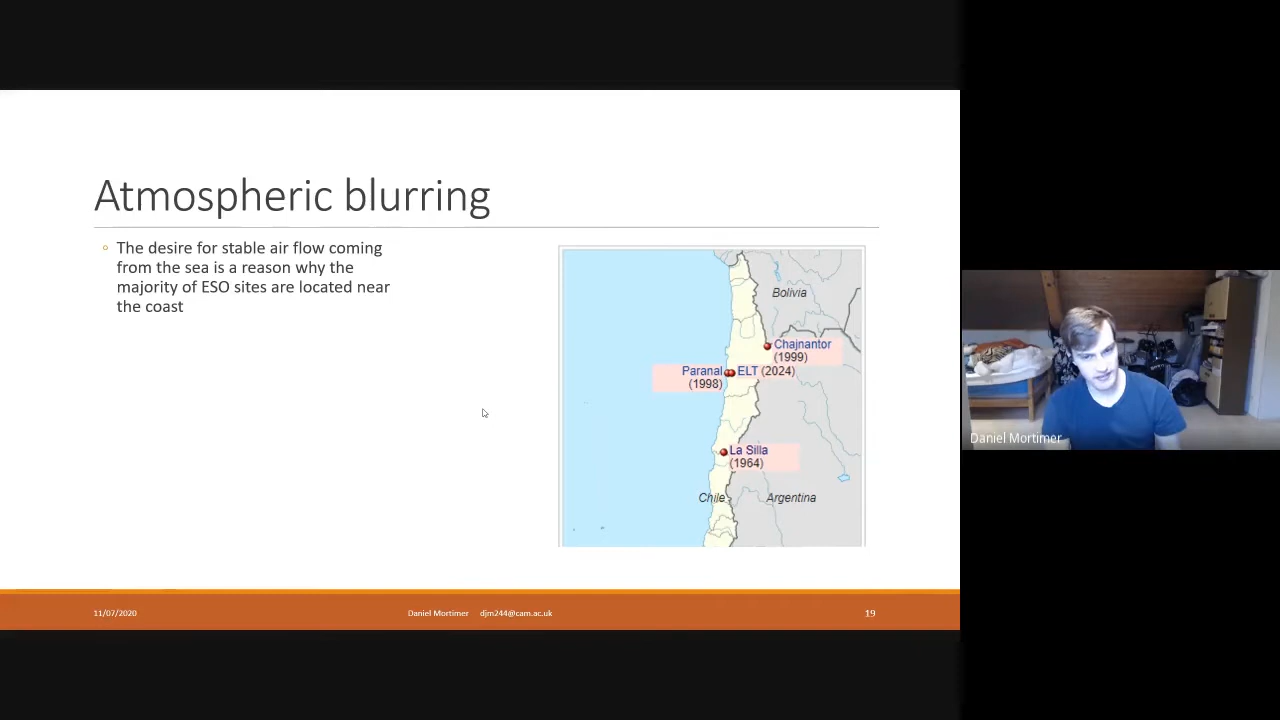 Atmospheric blurring
The desire for stable air flow coming
from the sea is a reason why the
majority of ESO sites are located near
the coast
Bolivia
Chajnantor
(1999)
Paranal
(1998)
ELT (2024)
La Silla
(1964)
Chile
Argentina
11/07/2020
Daniel Mortimer djm244@cam.ac.uk
19
Daniel Mortimer